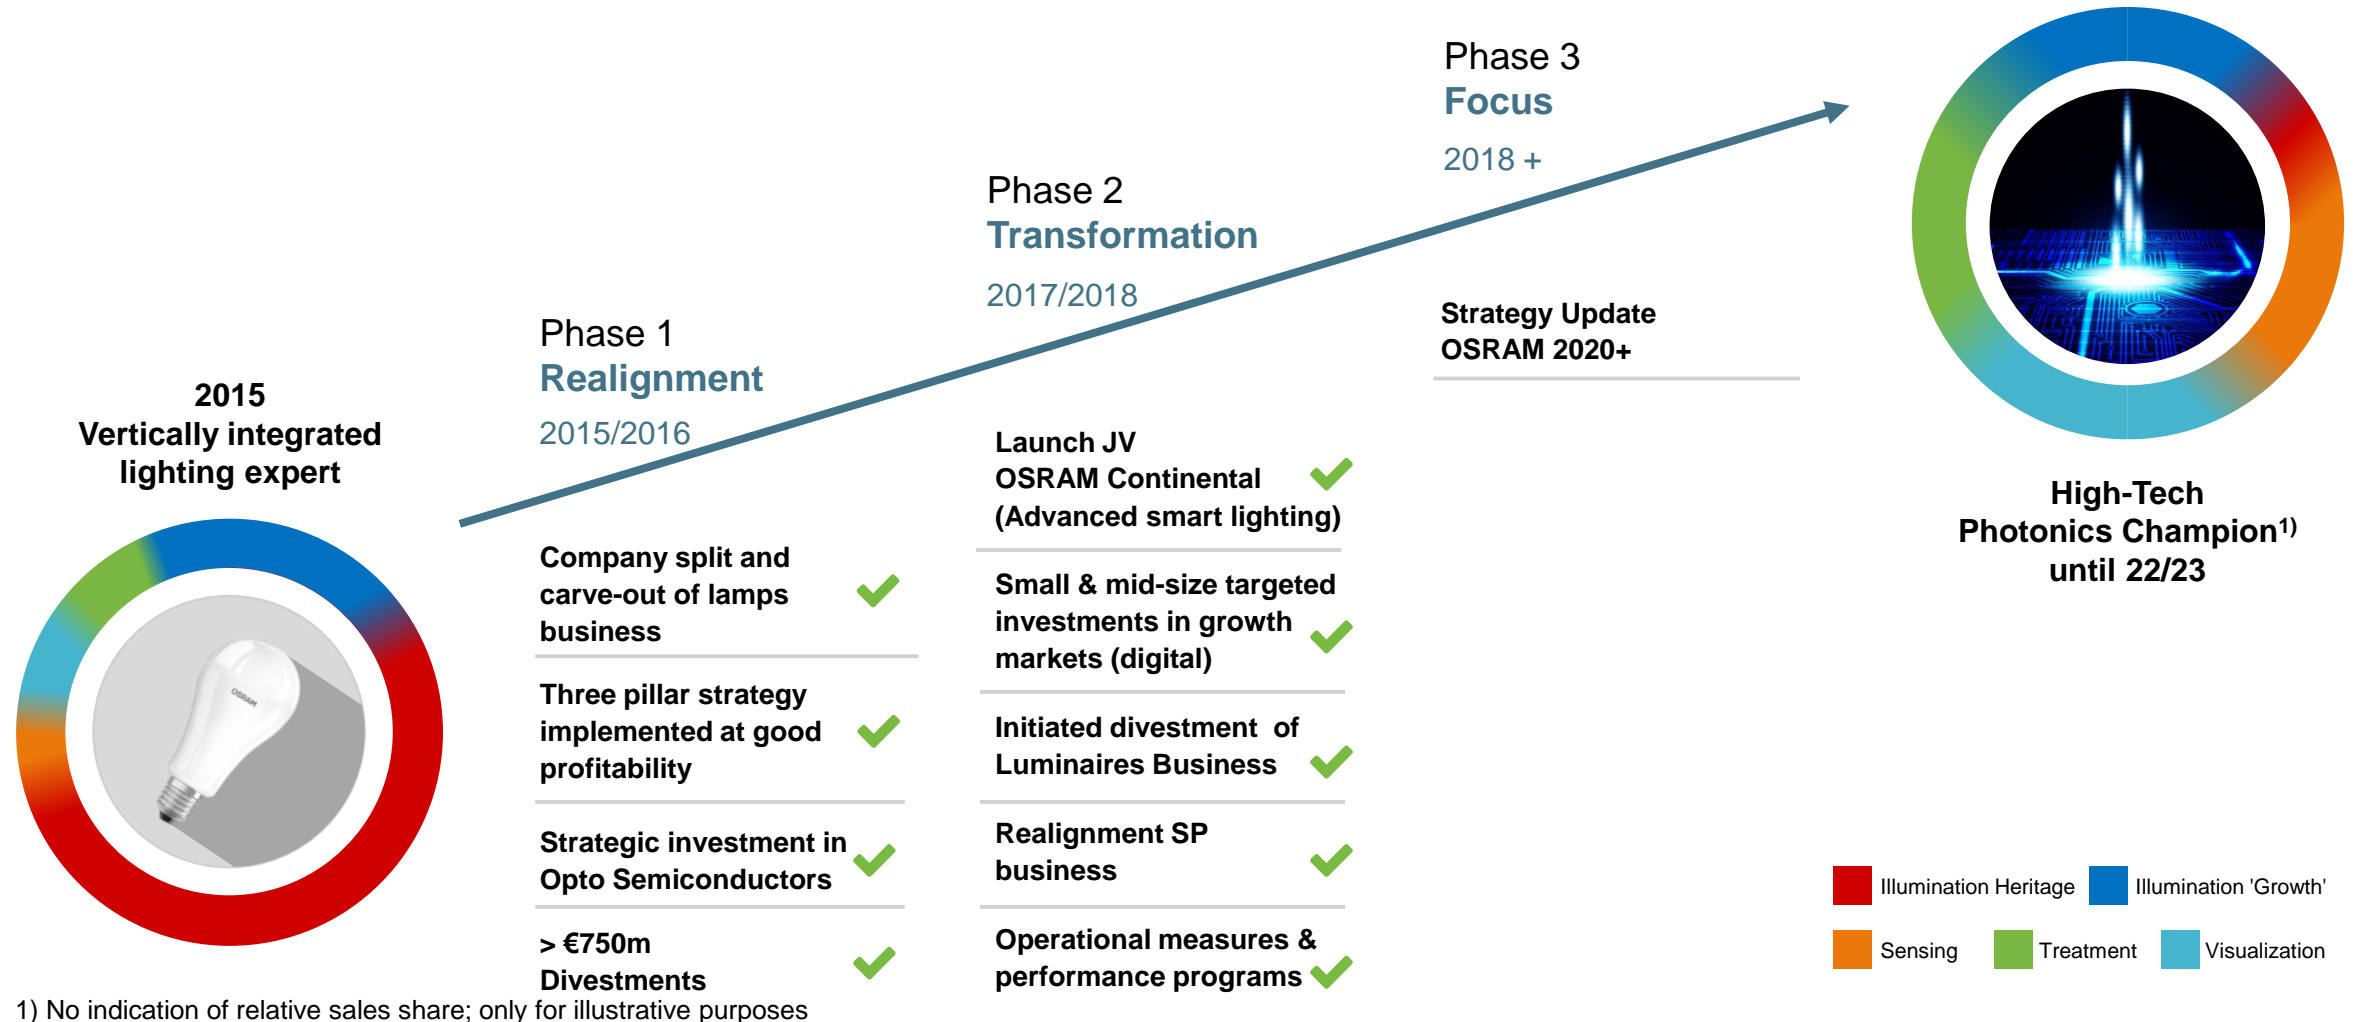 2015
Vertically integrated
lighting expert
OSRAM
Phase 1
Realignment
2015/2016
Company split and
carve-out of lamps
business
Three pillar strategy
implemented at good
profitability
Strategic investment in
Opto Semiconductors
> €750m
Divestments
Phase 2
Transformation
2017/2018
Launch JV
OSRAM Continental
(Advanced smart lighting)
Small & mid-size targeted
investments in growth
markets (digital)
Initiated divestment  of
Luminaires Business
Realignment SP
business
Operational measures &
performance programs
Phase 3
Focus
2018 +
Strategy Update
OSRAM 2020+
High-Tech
Photonics Champion1)
until 22/23
Illumination Heritage
Illumination 'Growth'
Sensing
Treatment
Visualization
1) No indication of relative sales share; only for illustrative purposes